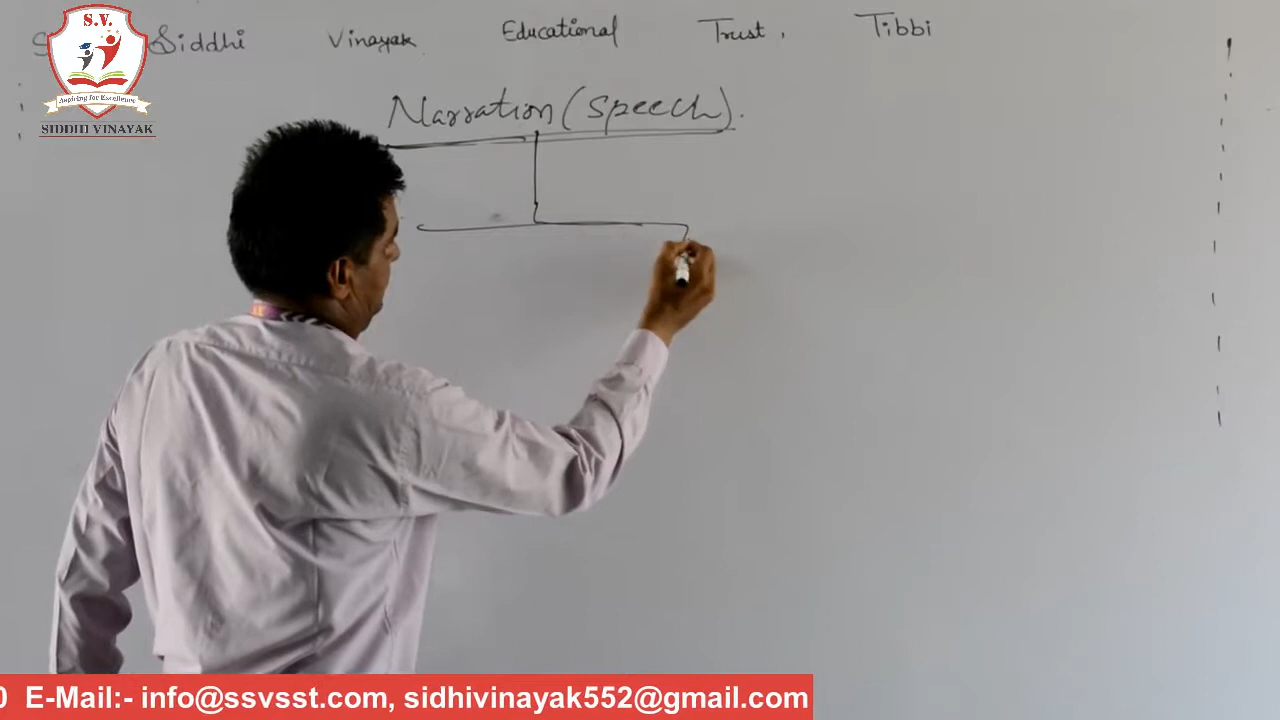 Siddhi Vinayak Educational Trust, Tibbi
S.V.
Aspiring for Excellence
SIDDHI VINAYAK
Narration (Speech).
0 E-Mail:- info@ssvsst.com, sidhivinayak552@gmail.com